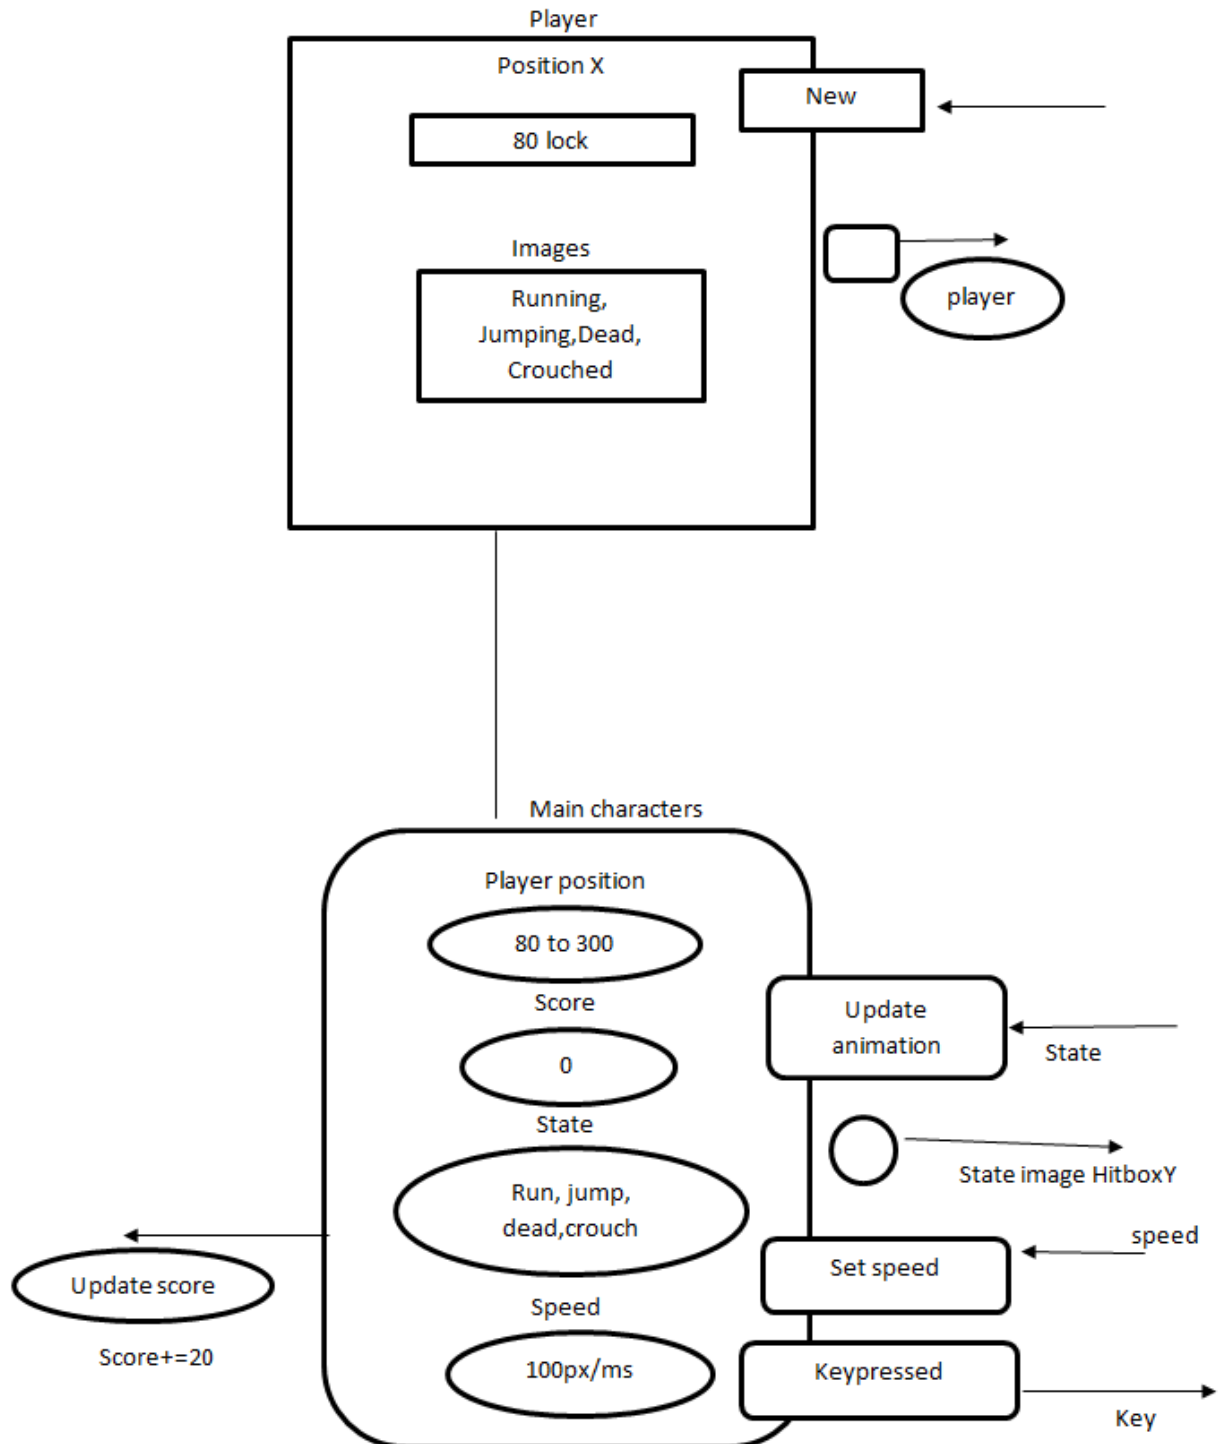 Player
Position X
New
80 lock
Images
Running,
Jumping,Dead,
Crouched
player
Main characters
Player position
80 to 300
Score
0
State
Run, jump,
dead,crouch
Speed
100px/ms
Update
animation
State
State image HitboxY
speed
Set speed
Keypressed
Key
Update score
Score+=20